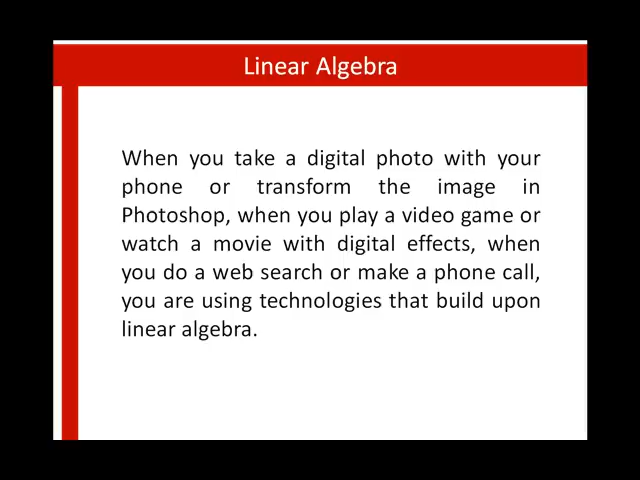 Linear Algebra
When you take a digital photo with your
phone or transform the image in
Photoshop, when you play a video game or
watch a movie with digital effects, when
you do a web search or make a phone call,
you are using technologies that build upon
linear algebra.